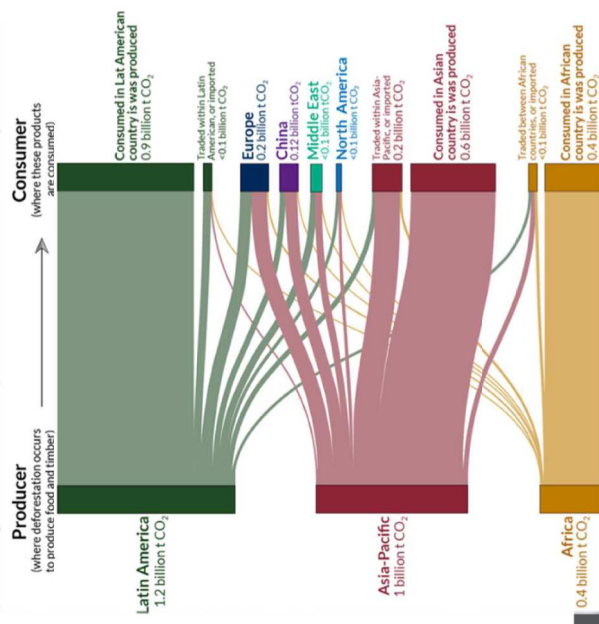 Producer
(where deforestation occurs
to produce food and timber)
Consumer
(where these products
are consumed)
Latin America
1.2 billion t CO₂
Asia-Pacific
1 billion t CO₂
Africa
0.4 billion t CO₂
Consumed in Lat American
country is was produced
0.9 billion t CO₂
Traded within Latin
American, or imported
<0.1 billion t CO₂
Europe
0.2 billion t CO₂
China
0.12 billion tCO₂
Middle East
<0.1 billion tCO₂
North America
<0.1 billion t CO₂
Traded within Asia-
Pacific, or imported
0.2 billion t CO₂
Consumed in Asian
country is was produced
0.6 billion t CO₂
Traded between African
countries, or imported
<0.1 billion t CO₂
Consumed in African
country is was produced
0.4 billion t CO₂